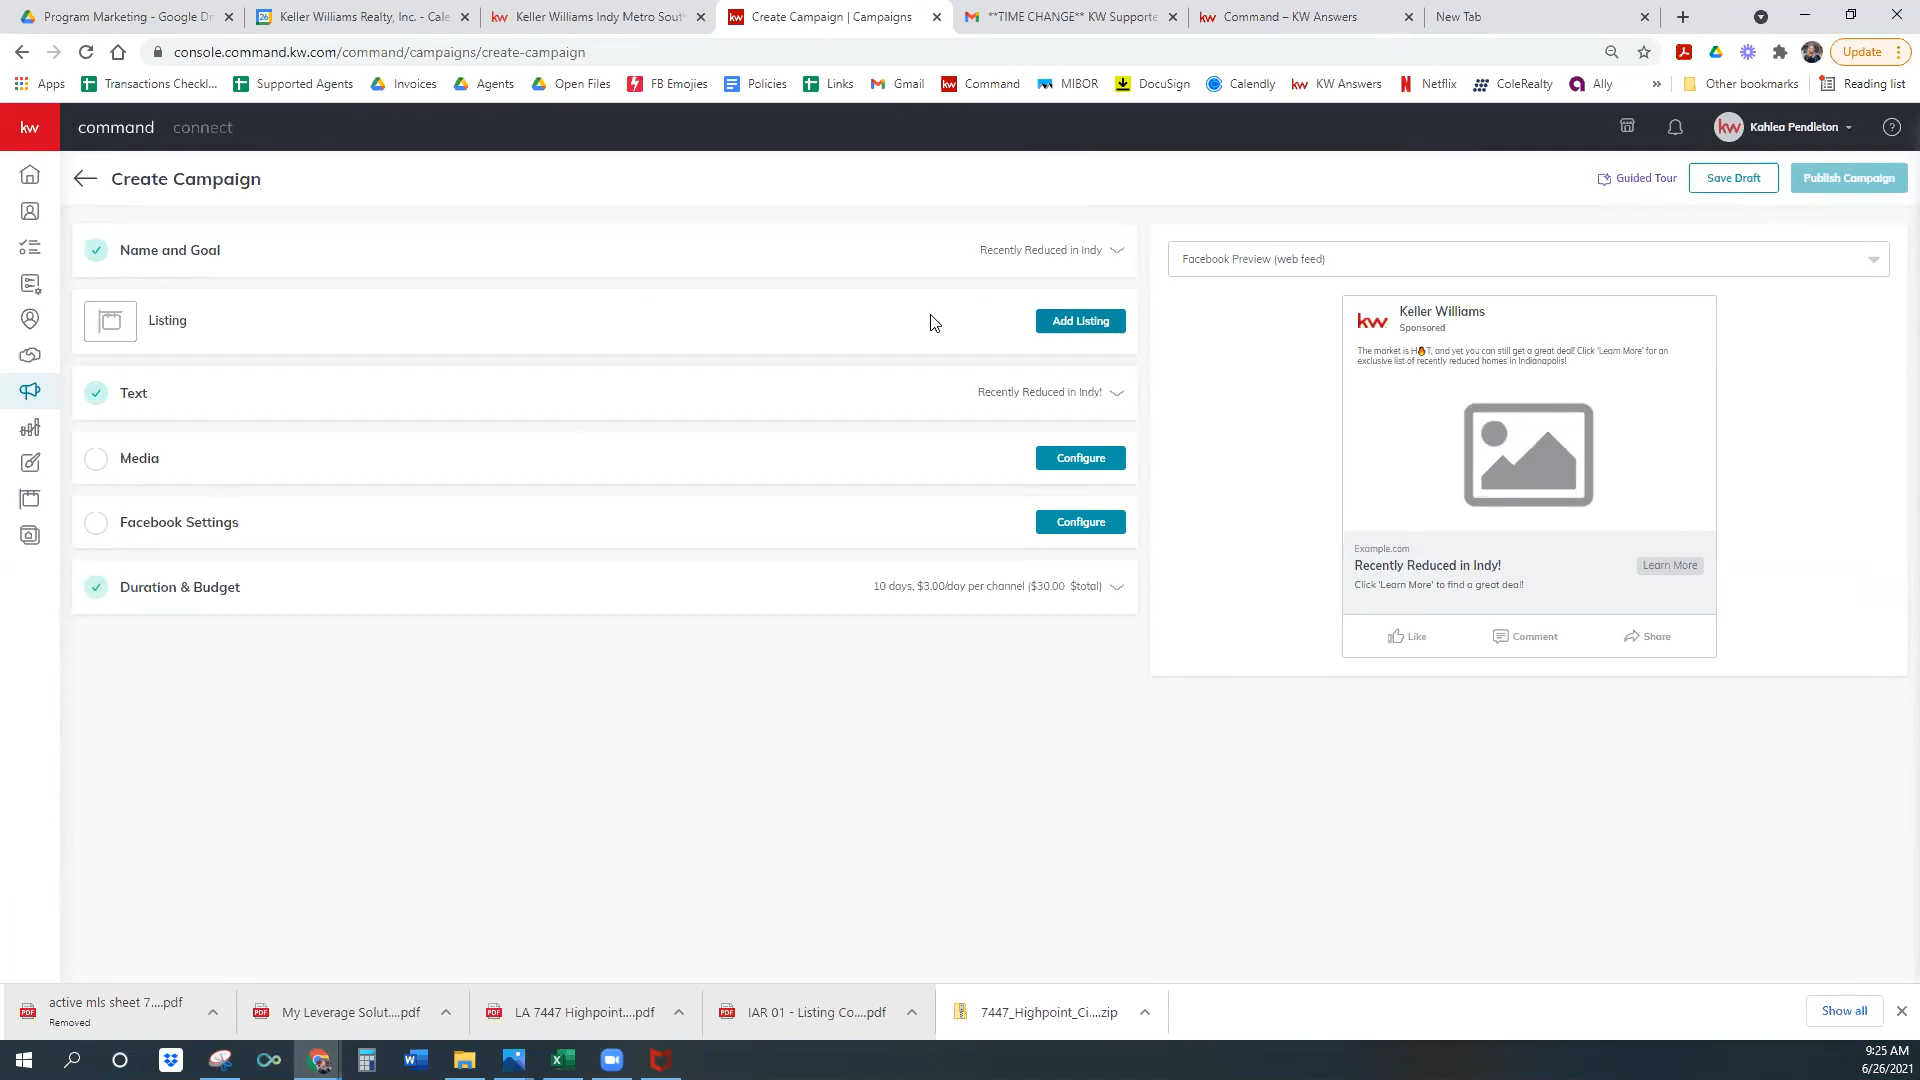 Program Marketing - Google Dr
Keller Williams Realty, Inc. - Cale
Keller Williams Indy Metro Sout
Create Campaign | Campaigns
**TIME CHANGE** KW Supporte
Command – KW Answers
New Tab
console.command.kw.com/command/campaigns/create-campaign
Update
Apps
Transactions Checkl...
Supported Agents
Invoices
Agents
Open Files
FB Emojies
Policies
Links
Gmail
Command
MIBOR
DocuSign
Calendly
KW Answers
Netflix
ColeRealty
Ally
»
Other bookmarks
Reading list
kw
command
connect
kw
Kahlea Pendleton
Create Campaign
Guided Tour
Save Draft
Publish Campaign
Name and Goal
Recently Reduced in Indy
Listing
Add Listing
Text
Recently Reduced in Indy!
Media
Configure
Facebook Settings
Configure
Duration & Budget
10 days, $3.00/day per channel ($30.00 $total)
Facebook Preview (web feed)
kw
Keller Williams
Sponsored
The market is H🔥T, and yet you can still get a great deal! Click 'Learn More' for an
exclusive list of recently reduced homes in Indianapolis!
Example.com
Recently Reduced in Indy!
Learn More
Click 'Learn More' to find a great deal!
Like
Comment
Share
active mls sheet 7....pdf
Removed
My Leverage Solut....pdf
LA 7447 Highpoint....pdf
IAR 01 - Listing Co....pdf
7447_Highpoint_Ci....zip
Show all
9:25 AM
6/26/2021